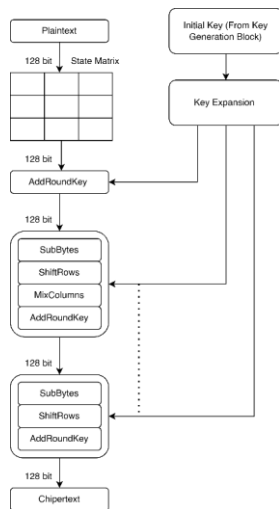 Plaintext
Initial Key (From Key
Generation Block)
128 bit
State Matrix
Key Expansion
128 bit
AddRoundKey
128 bit
SubBytes
ShiftRows
MixColumns
AddRoundKey
128 bit
SubBytes
ShiftRows
AddRoundKey
128 bit
Chipertext